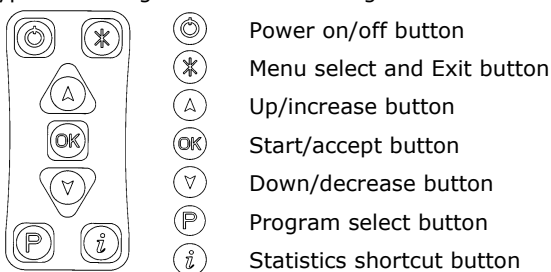 OK
P i
Power on/off button
Menu select and Exit button
Up/increase button
OK Start/accept button
Down/decrease button
P Program select button
i Statistics shortcut button